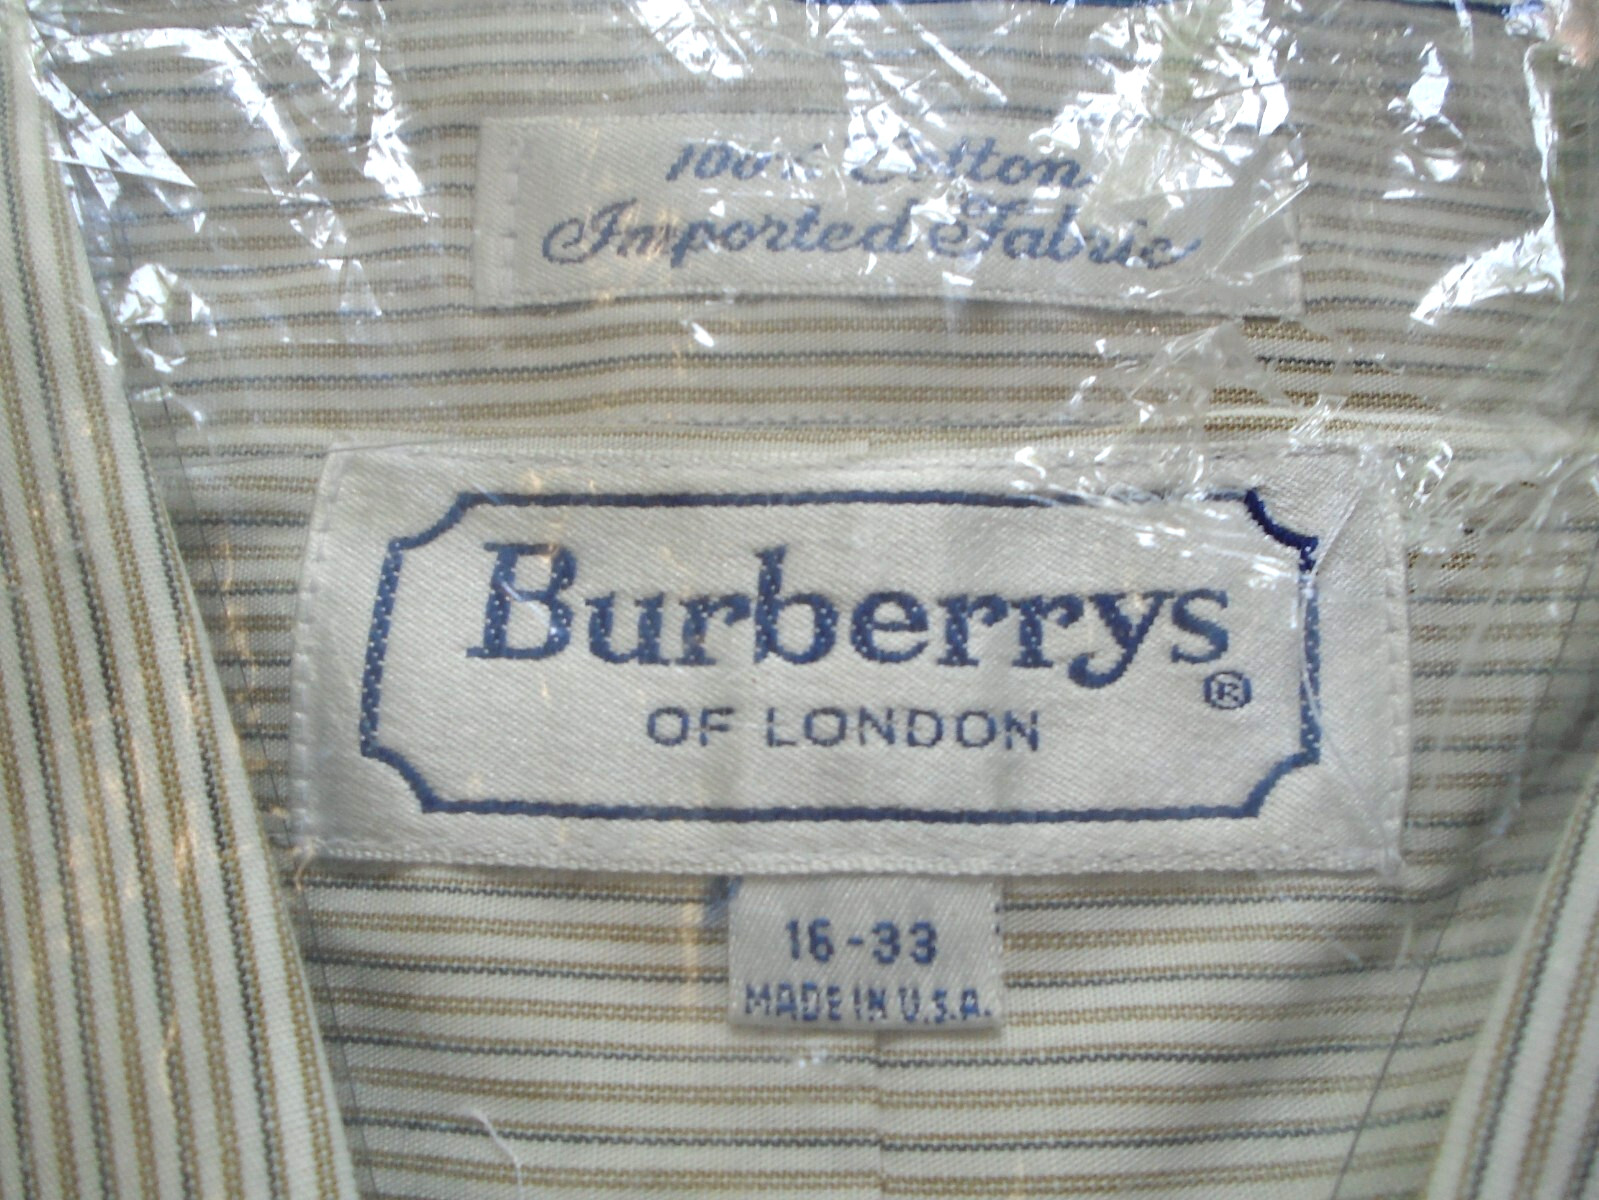 100% Cotton
Imported Fabric
Burberrys
®
OF LONDON
16-33
MADE IN U.S.A.